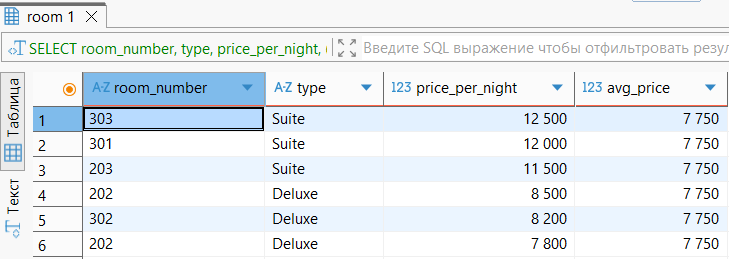 room 1
SELECT room_number, type, price_per_night, Введите SQL выражение чтобы отфильтровать
Таблица
Текст
A-Z room_number A-Z type 123 price_per_night 123 avg_price
1 303 Suite 12 500 7 750
2 301 Suite 12 000 7 750
3 203 Suite 11 500 7 750
4 202 Deluxe 8 500 7 750
5 302 Deluxe 8 200 7 750
6 202 Deluxe 7 800 7 750